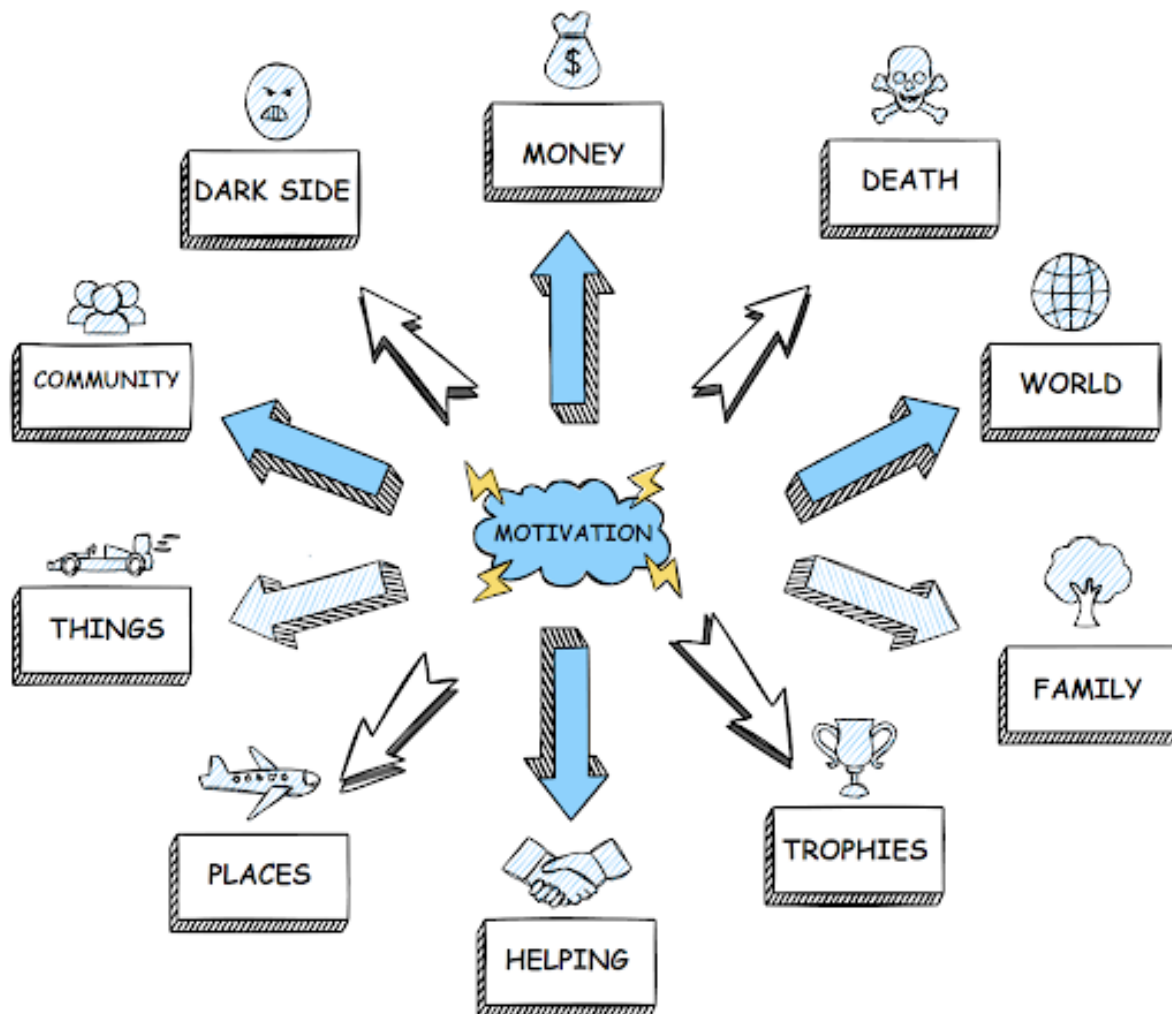 $
MONEY
DEATH
DARK SIDE
WORLD
COMMUNITY
MOTIVATION
THINGS
FAMILY
TROPHIES
PLACES
HELPING